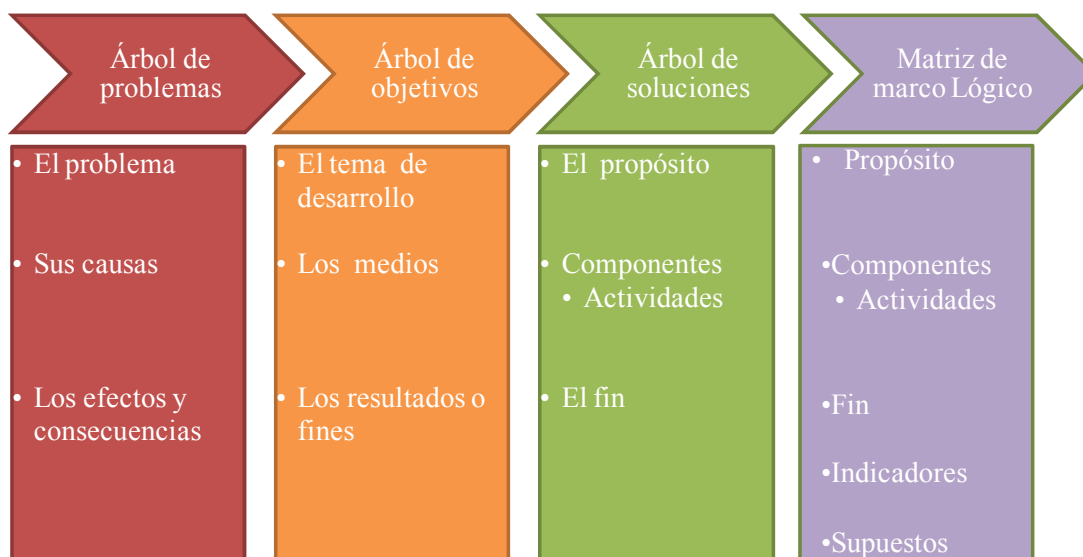 Árbol de
problemas
Árbol de
objetivos
Árbol de
soluciones
Matriz de
marco Lógico
• El problema
• Sus causas
• Los efectos y
consecuencias
• El tema de
desarrollo
• Los medios
• Los resultados o
fines
• El propósito
• Componentes
• Actividades
• El fin
• Propósito
•Componentes
• Actividades
•Fin
•Indicadores
•Supuestos